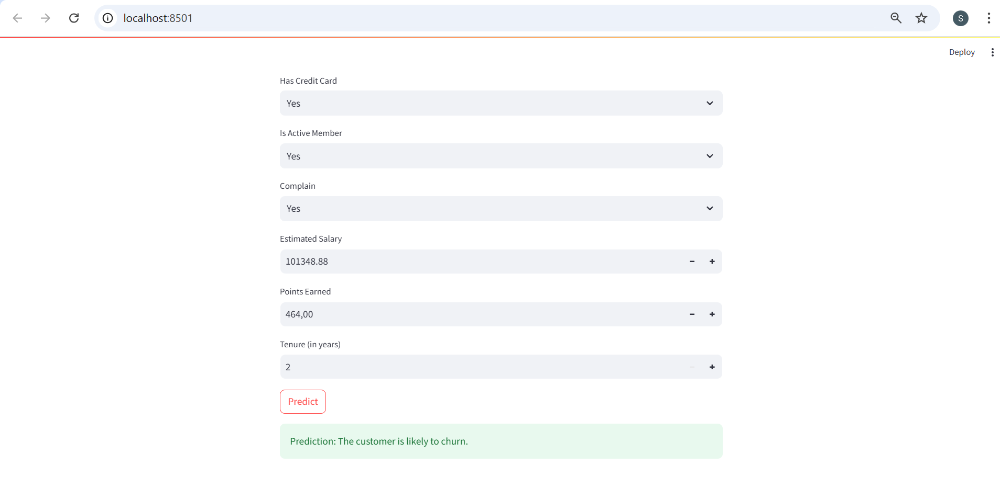 localhost:8501
S
Deploy
Has Credit Card
Yes
Is Active Member
Yes
Complain
Yes
Estimated Salary
101348.88
Points Earned
464,00
Tenure (in years)
2
Predict
Prediction: The customer is likely to churn.